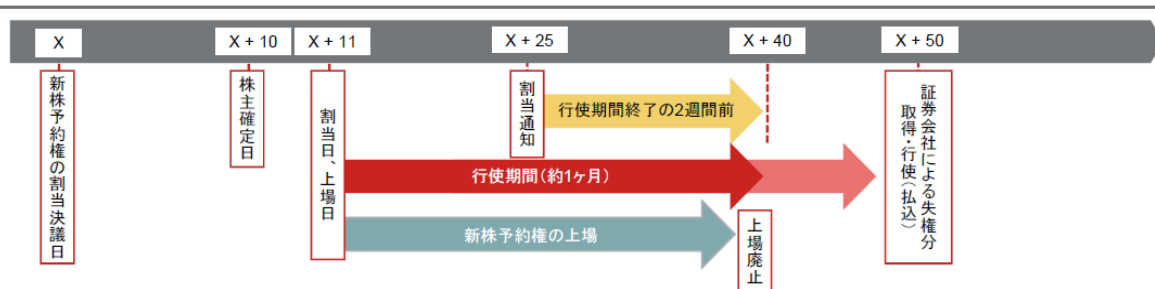 X
X + 10
X + 11
X + 25
X + 40
X + 50
新株予約権の割当決議日
株主確定日
割当日、上場日
割当通知
行使期間終了の2週間前
行使期間(約1ヶ月)
新株予約権の上場
上場廃止
証券会社による失権分
取得・行使(払込)